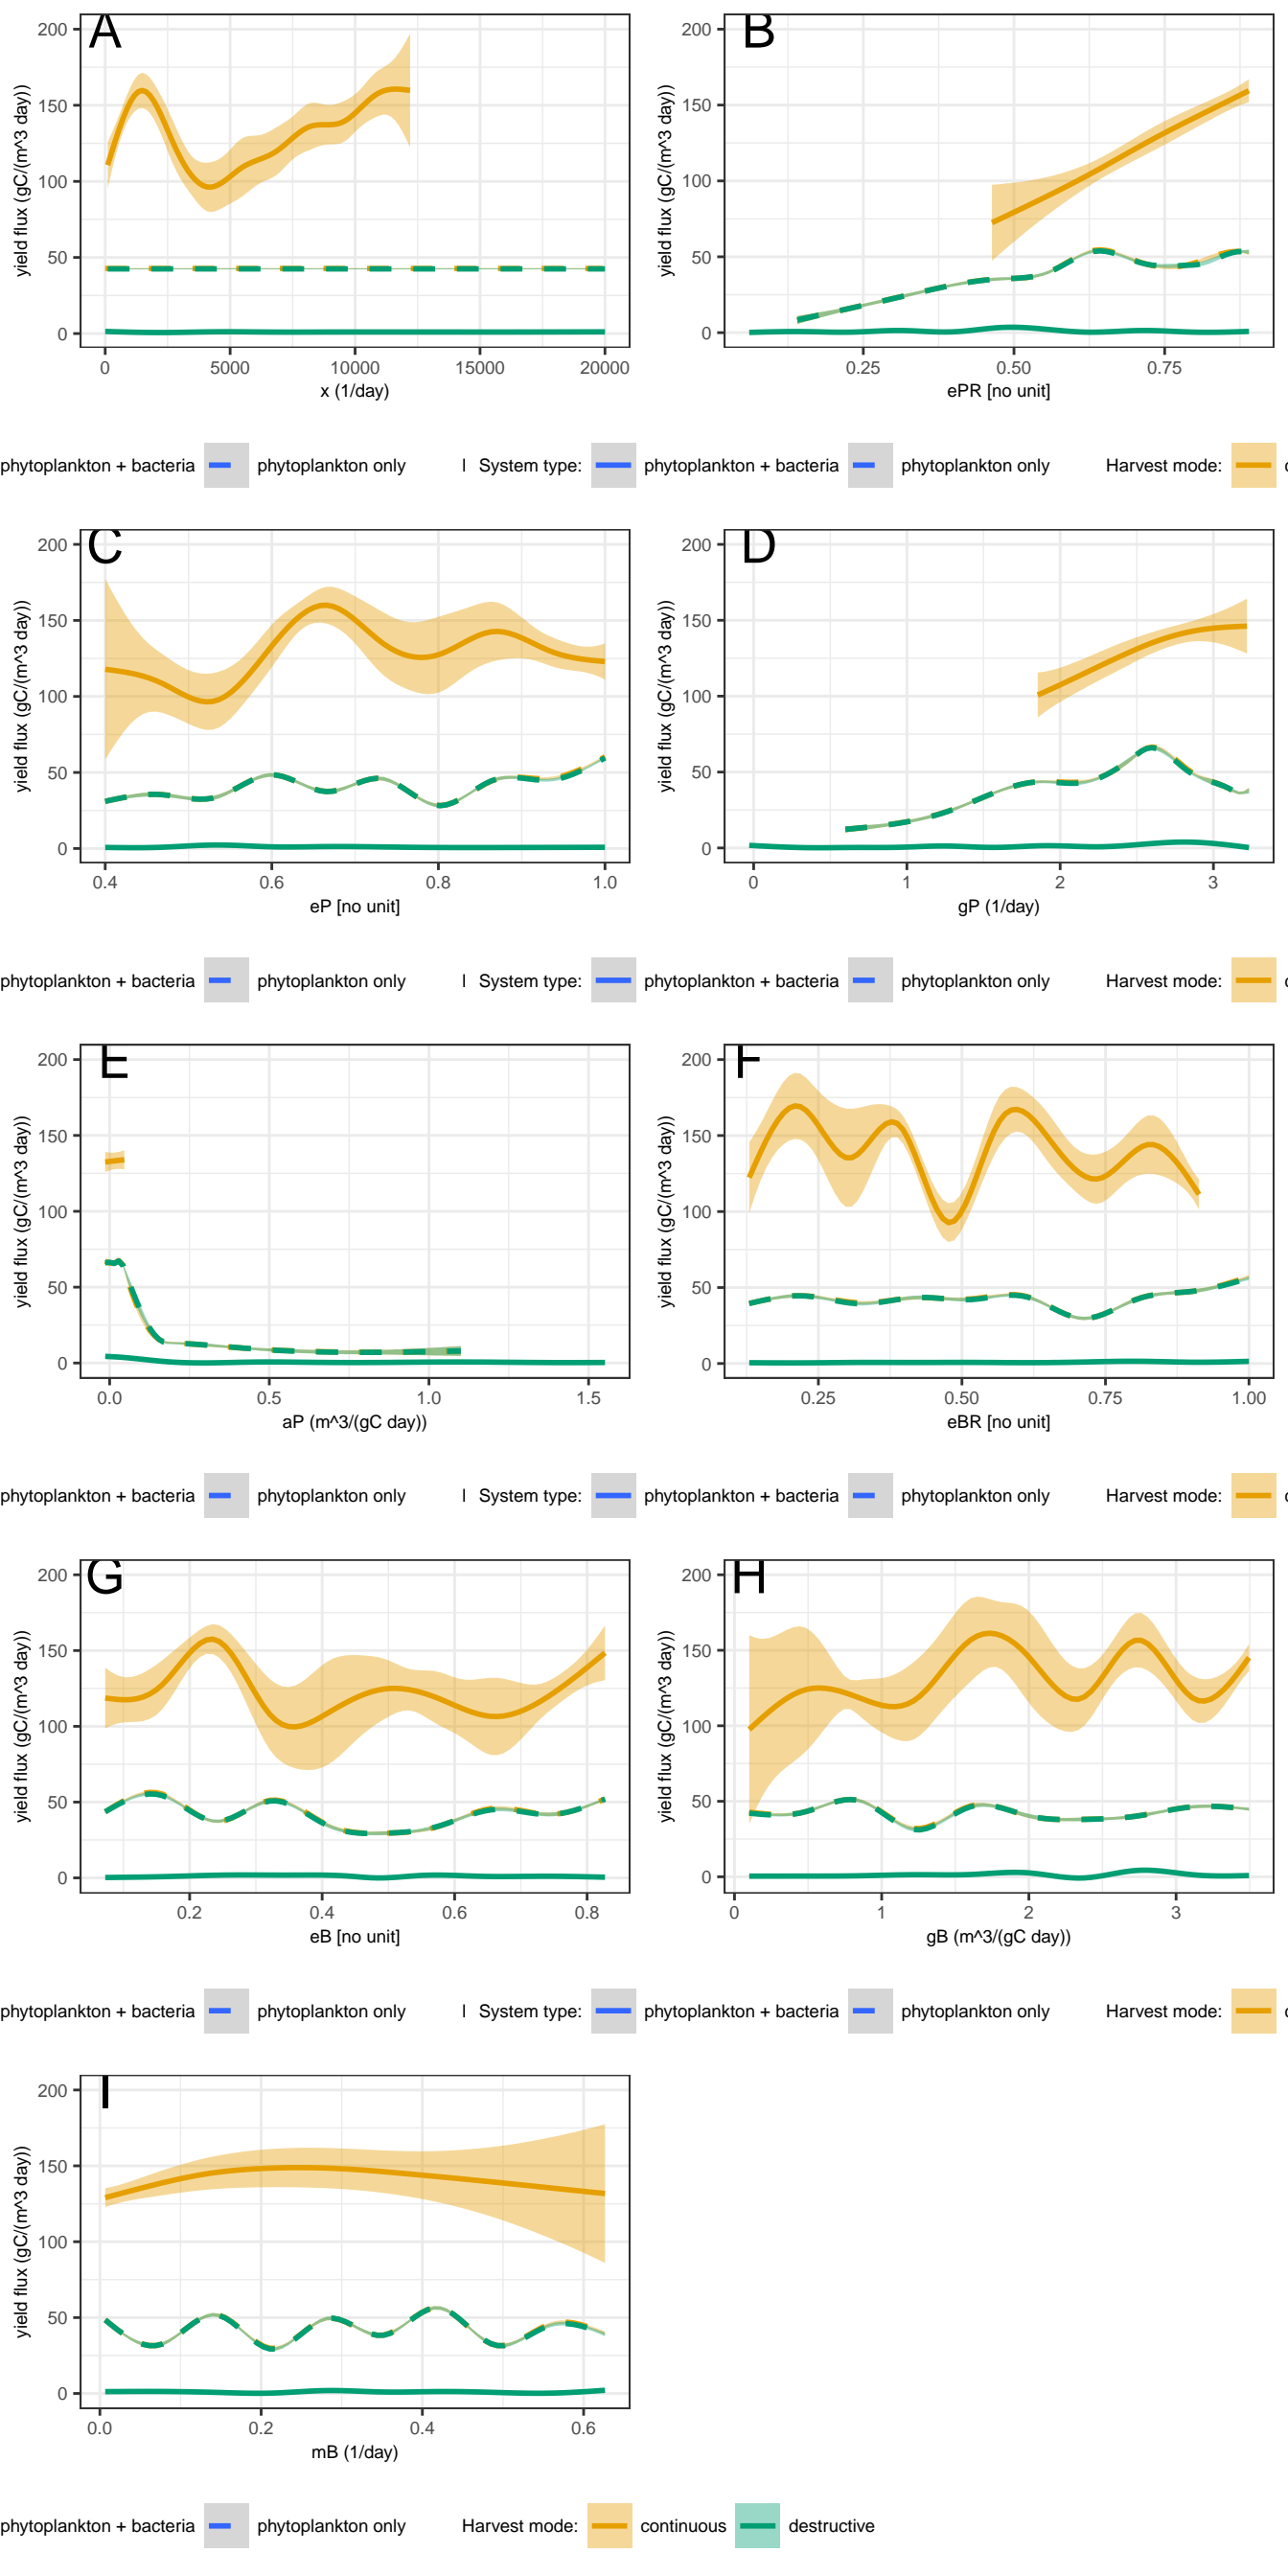 A
B
200
150
100
50
0
yield flux (gC/(m^3 day))
0
5000
10000
15000
20000
x (1/day)
200
150
100
50
0
yield flux (gC/(m^3 day))
0.25
0.50
0.75
ePR [no unit]
phytoplankton + bacteria phytoplankton only
System type: phytoplankton + bacteria phytoplankton only Harvest mode:
C
D
200
150
100
50
0
yield flux (gC/(m^3 day))
0.4
0.6
0.8
1.0
eP [no unit]
200
150
100
50
0
yield flux (gC/(m^3 day))
0
1
2
3
gP (1/day)
phytoplankton + bacteria phytoplankton only
System type: phytoplankton + bacteria phytoplankton only Harvest mode:
E
F
200
150
100
50
0
yield flux (gC/(m^3 day))
0.0
0.5
1.0
1.5
aP (m^3/(gC day))
200
150
100
50
0
yield flux (gC/(m^3 day))
0.25
0.50
0.75
1.00
eBR [no unit]
phytoplankton + bacteria phytoplankton only
System type: phytoplankton + bacteria phytoplankton only Harvest mode:
G
H
200
150
100
50
0
yield flux (gC/(m^3 day))
0.2
0.4
0.6
0.8
eB [no unit]
200
150
100
50
0
yield flux (gC/(m^3 day))
0
1
2
3
gB (m^3/(gC day))
phytoplankton + bacteria phytoplankton only
System type: phytoplankton + bacteria phytoplankton only Harvest mode:
I
200
150
100
50
0
yield flux (gC/(m^3 day))
0.0
0.2
0.4
0.6
mB (1/day)
phytoplankton + bacteria phytoplankton only Harvest mode: continuous destructive